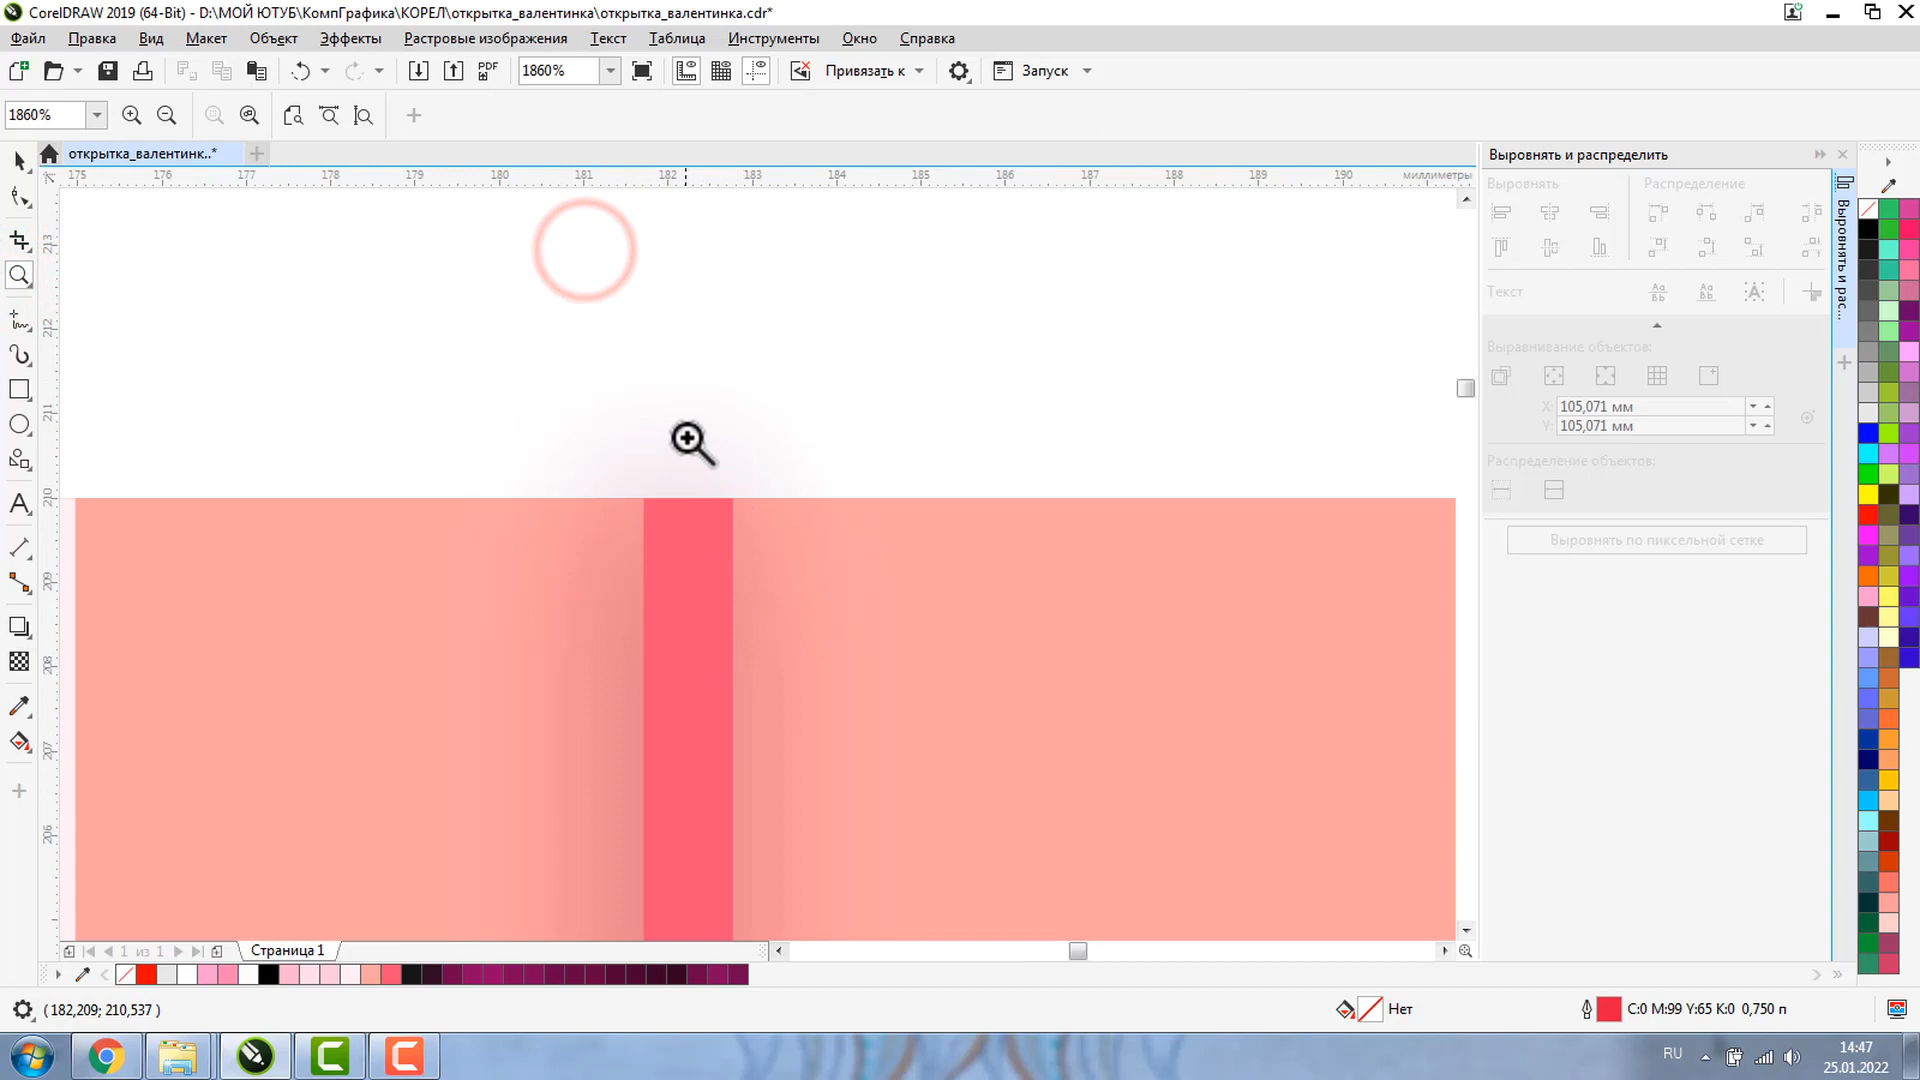 CorelDRAW 2019 (64-Bit) - D:\МОЙ ЮТУБ\КомпГрафика\КОРЕЛ\открытка_валентинка\открытка_валентинка.cdr*
Файл Правка Вид Макет Объект Эффекты Растровые изображения Текст Таблица Инструменты Окно Справка
PDF 1860% Привязать к Запуск
1860%
открытка_валентинк..*
Выровнять и распределить
175 176 177 178 179 180 181 182 183 184 185 186 187 188 189 190 миллиметры
Выровнять Распределение
213
212
211
210
209
208
207
206
Текст
Выравнивание объектов:
X: 105,071 мм
Y: 105,071 мм
Распределение объектов:
Выровнять по пиксельной сетке
Выровнять и рас...
1 из 1 Страница 1
( 182,209; 210,537 ) Нет C:0 M:99 Y:65 K:0 0,750 п
RU 14:47
25.01.2022